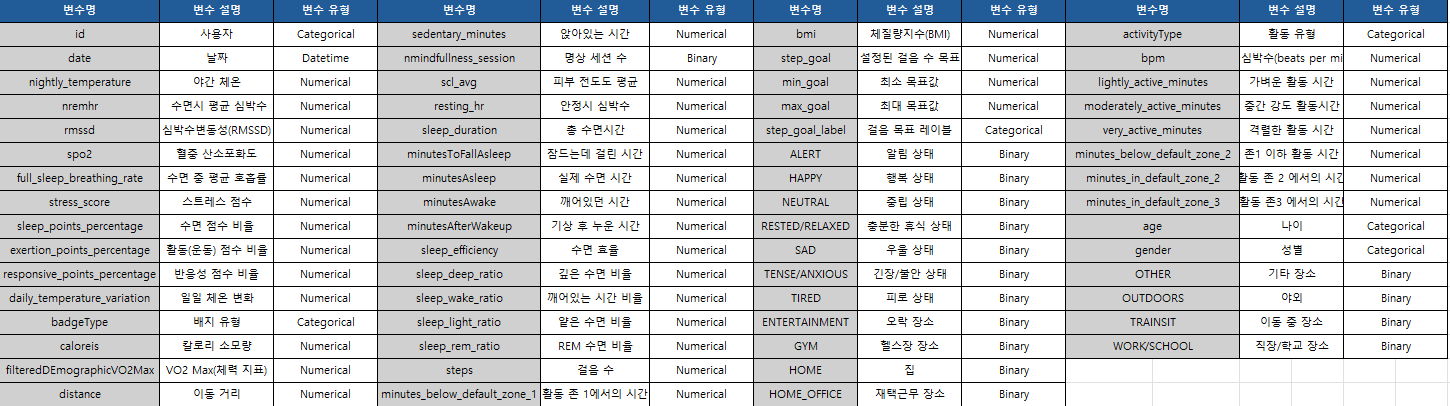 변수명 변수 설명 변수 유형 변수명 변수 설명 변수 유형 변수명 변수 설명 변수 유형 변수명 변수 설명 변수 유형
id 사용자 Categorical sedentary_minutes 앉아있는 시간 Numerical bmi 체질량지수(BMI) Numerical activityType 활동 유형 Categorical
date 날짜 Datetime nmindfullness_session 명상 세션 수 Binary step_goal 설정된 걸음 수 목표 Numerical bpm 심박수(beats per mi Numerical
nightly_temperature 야간 체온 Numerical scl_avg 피부 전도도 평균 Numerical min_goal 최소 목표값 Numerical lightly_active_minutes 가벼운 활동 시간 Numerical
nremhr 수면시 평균 심박수 Numerical resting_hr 안정시 심박수 Numerical max_goal 최대 목표값 Numerical moderately_active_minutes 중간 강도 활동시간 Numerical
rmssd 심박수변동성(RMSSD) Numerical sleep_duration 총 수면시간 Numerical step_goal_label 걸음 목표 레이블 Categorical very_active_minutes 격렬한 활동 시간 Numerical
spo2 혈중 산소포화도 Numerical minutesToFallAsleep 잠드는데 걸린 시간 Numerical ALERT 알림 상태 Binary minutes_below_default_zone_2 존1 이하 활동 시간 Numerical
full_sleep_breathing_rate 수면 중 평균 호흡률 Numerical minutesAsleep 실제 수면 시간 Numerical HAPPY 행복 상태 Binary minutes_in_default_zone_2 활동 존 2 에서의 시간 Numerical
stress_score 스트레스 점수 Numerical minutesAwake 깨어있던 시간 Numerical NEUTRAL 중립 상태 Binary minutes_in_default_zone_3 활동 존3 에서의 시간 Numerical
sleep_points_percentage 수면 점수 비율 Numerical minutesAfterWakeup 기상 후 누운 시간 Numerical RESTED/RELAXED 충분한 휴식 상태 Binary age 나이 Categorical
exertion_points_percentage 활동(운동) 점수 비율 Numerical sleep_efficiency 수면 효율 Numerical SAD 우울 상태 Binary gender 성별 Categorical
responsive_points_percentage 반응성 점수 비율 Numerical sleep_deep_ratio 깊은 수면 비율 Numerical TENSE/ANXIOUS 긴장/불안 상태 Binary OTHER 기타 장소 Binary
daily_temperature_variation 일일 체온 변화 Numerical sleep_wake_ratio 깨어있는 시간 비율 Numerical TIRED 피로 상태 Binary OUTDOORS 야외 Binary
badgeType 배지 유형 Categorical sleep_light_ratio 얕은 수면 비율 Numerical ENTERTAINMENT 오락 장소 Binary TRAINSIT 이동 중 장소 Binary
caloreis 칼로리 소모량 Numerical sleep_rem_ratio REM 수면 비율 Numerical GYM 헬스장 장소 Binary WORK/SCHOOL 직장/학교 장소 Binary
filteredDEmographicVO2Max VO2 Max(체력 지표) Numerical steps 걸음 수 Numerical HOME 집 Binary
distance 이동 거리 Numerical minutes_below_default_zone_1 활동 존 1에서의 시간 Numerical HOME_OFFICE 재택근무 장소 Binary